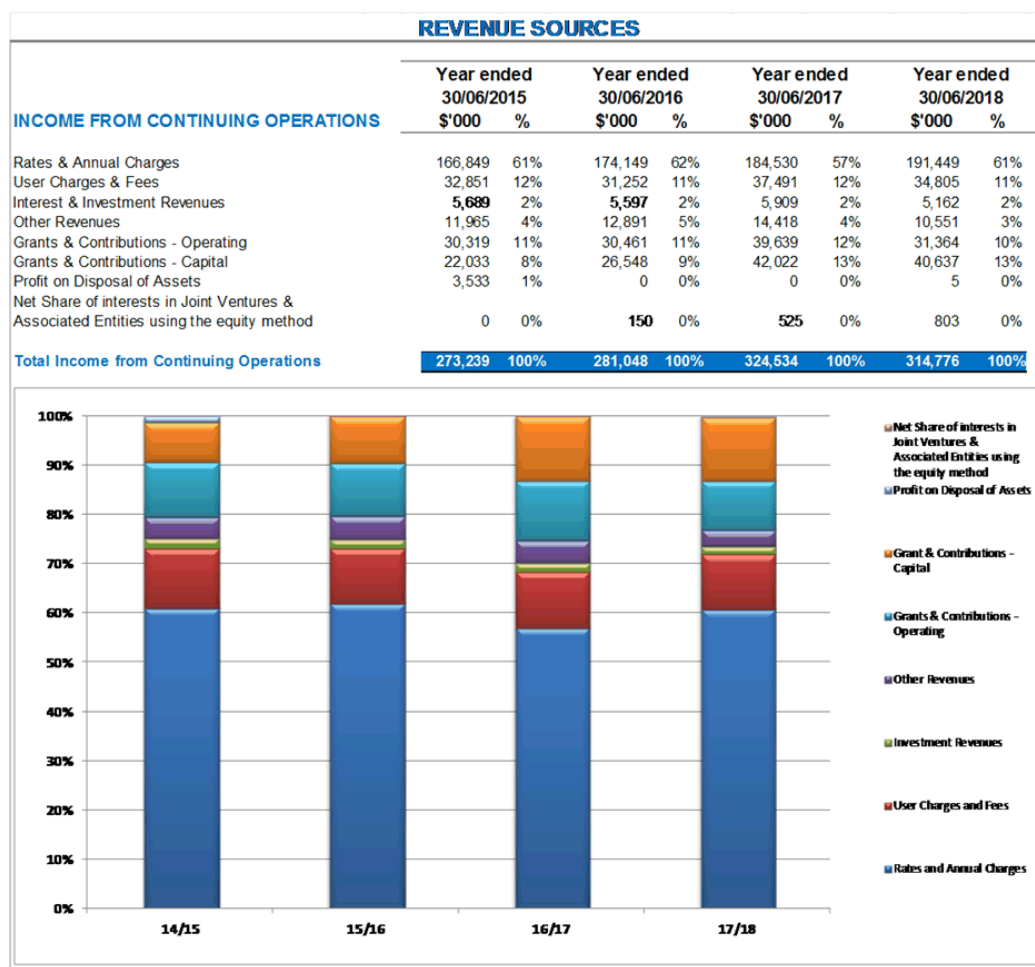 REVENUE SOURCES
Year ended Year ended Year ended Year ended
30/06/2015 30/06/2016 30/06/2017 30/06/2018
INCOME FROM CONTINUING OPERATIONS $'000 % $'000 % $'000 % $'000 %
Rates & Annual Charges 166,849 61% 174,149 62% 184,530 57% 191,449 61%
User Charges & Fees 32,851 12% 31,252 11% 37,491 12% 34,805 11%
Interest & Investment Revenues 5,689 2% 5,597 2% 5,909 2% 5,162 2%
Other Revenues 11,965 4% 12,891 5% 14,418 4% 10,551 3%
Grants & Contributions - Operating 30,319 11% 30,461 11% 39,639 12% 31,364 10%
Grants & Contributions - Capital 22,033 8% 26,548 9% 42,022 13% 40,637 13%
Profit on Disposal of Assets 3,533 1% 0 0% 0 0% 5 0%
Net Share of interests in Joint Ventures &
Associated Entities using the equity method 0 0% 150 0% 525 0% 803 0%
Total Income from Continuing Operations 273,239 100% 281,048 100% 324,534 100% 314,776 100%
100%
90%
80%
70%
60%
50%
40%
30%
20%
10%
0%
14/15 15/16 16/17 17/18
Net Share of interests in
Joint Ventures &
Associated Entities using
the equity method
Profit on Disposal of Assets
Grant & Contributions -
Capital
Grants & Contributions -
Operating
Other Revenues
Investment Revenues
User Charges and Fees
Rates and Annual Charges